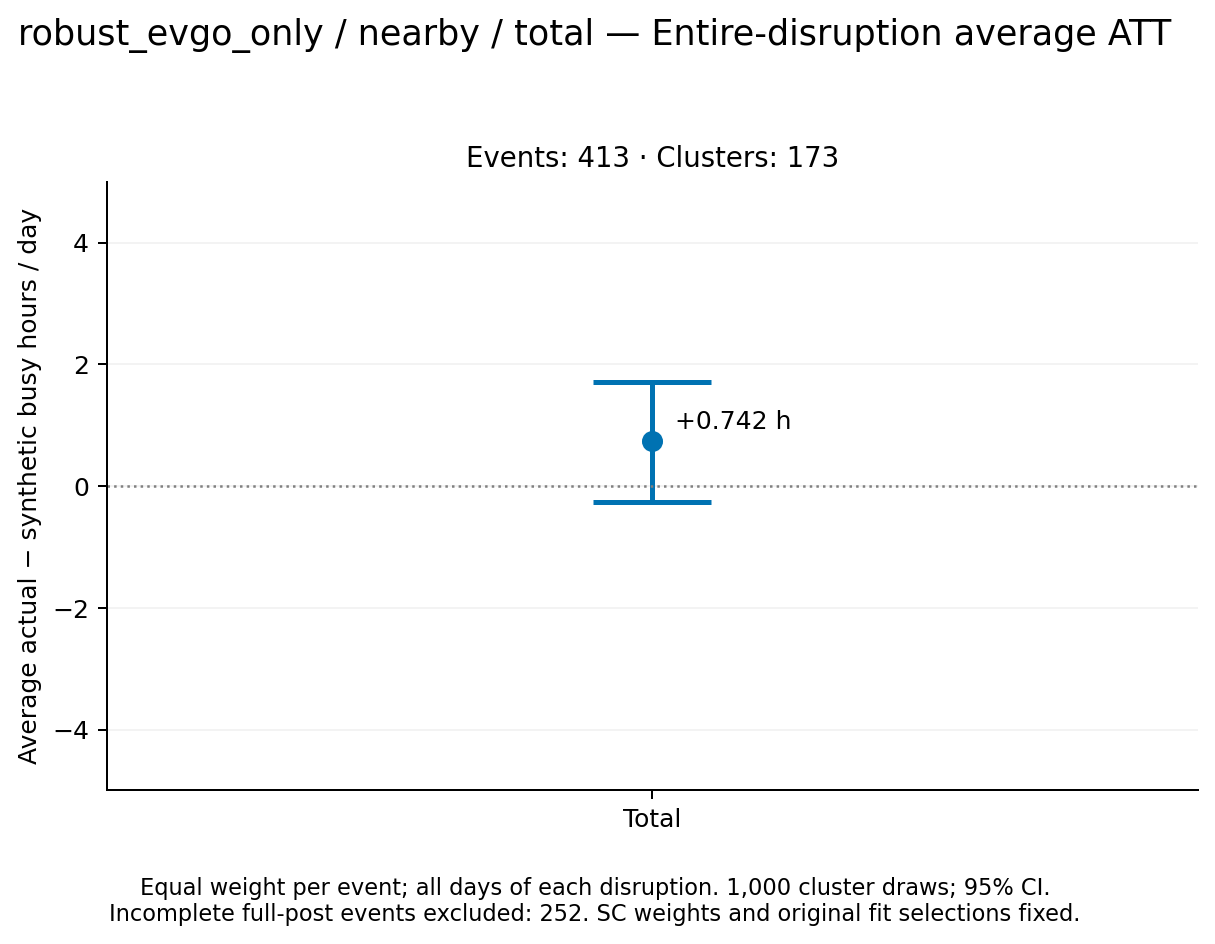 robust_evgo_only / nearby / total — Entire-disruption average ATT
Events: 413 · Clusters: 173
Average actual − synthetic busy hours / day
4
2
0
−2
−4
+0.742 h
Total
Equal weight per event; all days of each disruption. 1,000 cluster draws; 95% CI.
Incomplete full-post events excluded: 252. SC weights and original fit selections fixed.